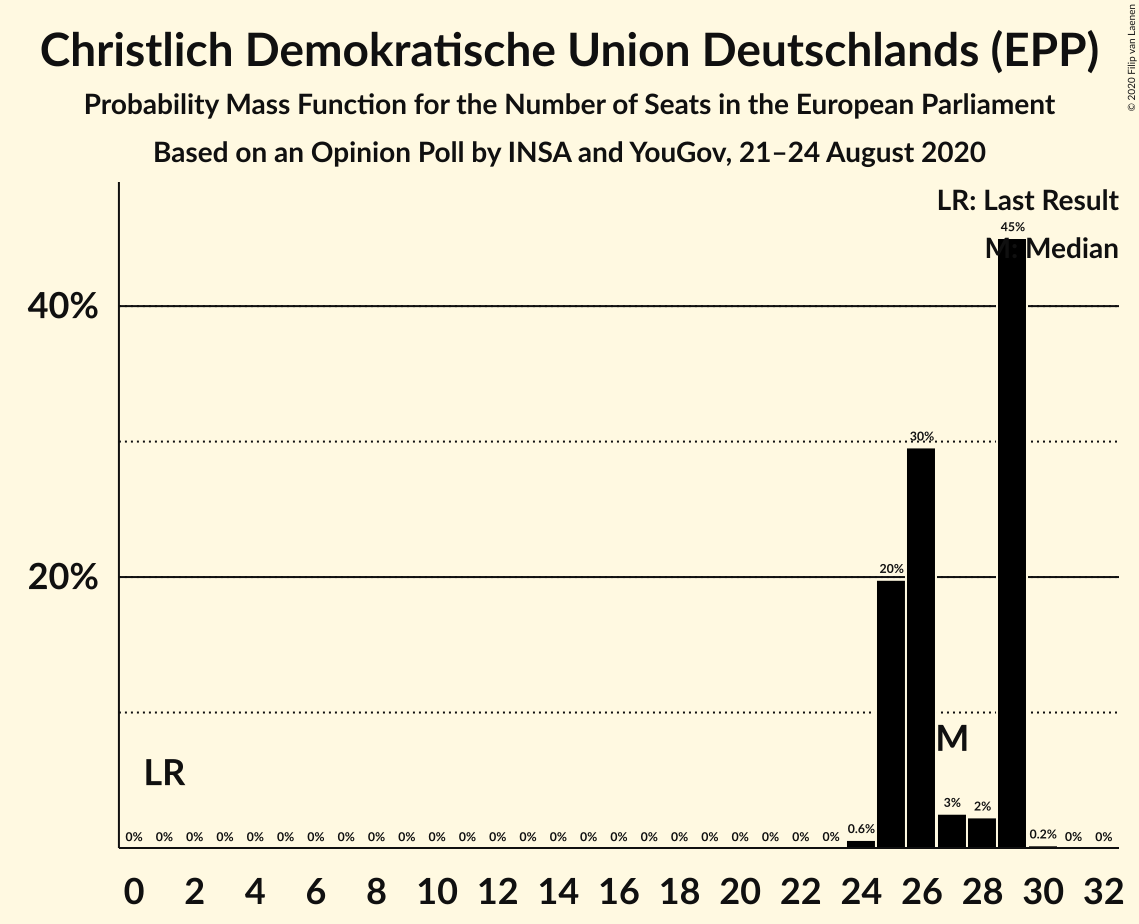 Christlich Demokratische Union Deutschlands (EPP)
Probability Mass Function for the Number of Seats in the European Parliament
Based on an Opinion Poll by INSA and YouGov, 21–24 August 2020
© 2020 Filip van Laenen
LR: Last Result
M: Median
45%
40%
30%
20%
20%
M
LR
0% 0% 0% 0% 0% 0% 0% 0% 0% 0% 0% 0% 0% 0% 0% 0% 0% 0% 0% 0% 0% 0% 0% 0% 0.6% 3% 2% 0.2% 0% 0%
0 2 4 6 8 10 12 14 16 18 20 22 24 26 28 30 32